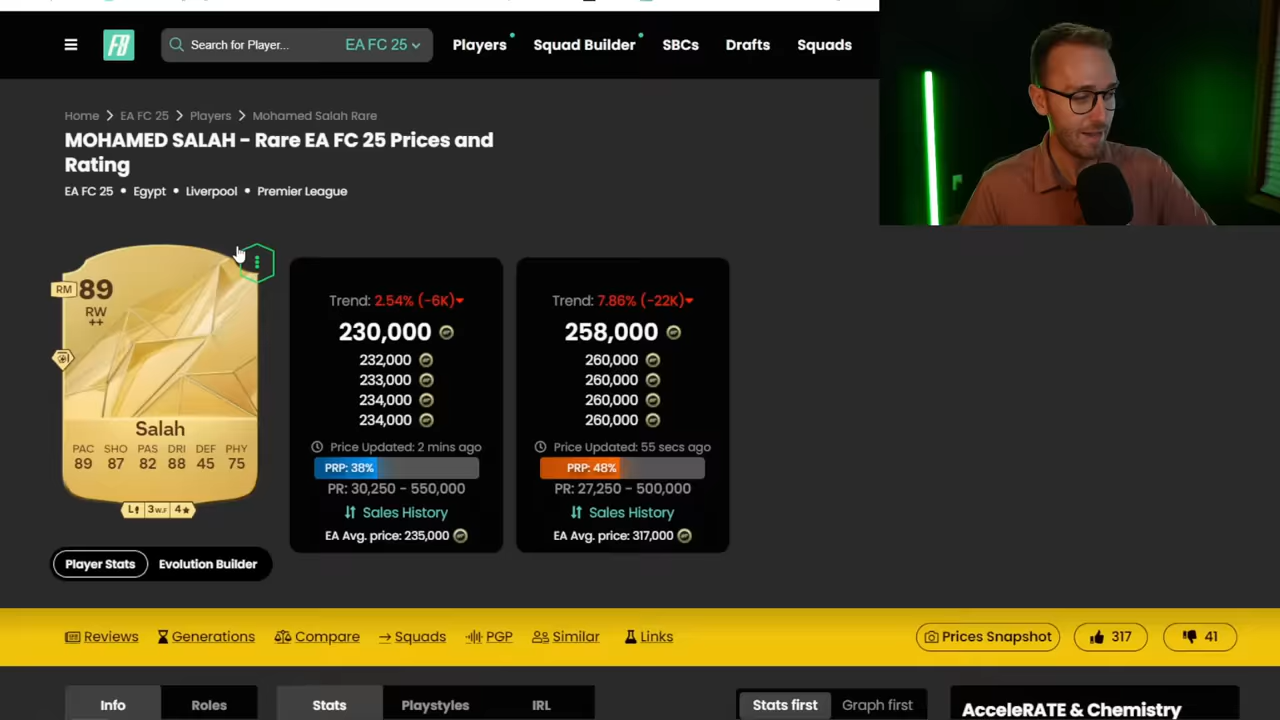 FB
Search for Player...
EA FC 25
Players
Squad Builder
SBCs
Drafts
Squads
Home
EA FC 25
Players
Mohamed Salah Rare
MOHAMED SALAH - Rare EA FC 25 Prices and
Rating
EA FC 25 • Egypt • Liverpool • Premier League
RM
89
RW
++
Salah
PAC SHO PAS DRI DEF PHY
89 87 82 88 45 75
L 3 W.F 4★
Player Stats
Evolution Builder
Trend: 2.54% (-6K)
230,000
232,000
233,000
234,000
234,000
Price Updated: 2 mins ago
PRP: 38%
PR: 30,250 - 550,000
Sales History
EA Avg. price: 235,000
Trend: 7.86% (-22K)
258,000
260,000
260,000
260,000
260,000
Price Updated: 55 secs ago
PRP: 48%
PR: 27,250 - 500,000
Sales History
EA Avg. price: 317,000
Reviews
Generations
Compare
Squads
PGP
Similar
Links
Prices Snapshot
317
41
Info
Roles
Stats
Playstyles
IRL
Stats first
Graph first
AcceleRATE & Chemistry